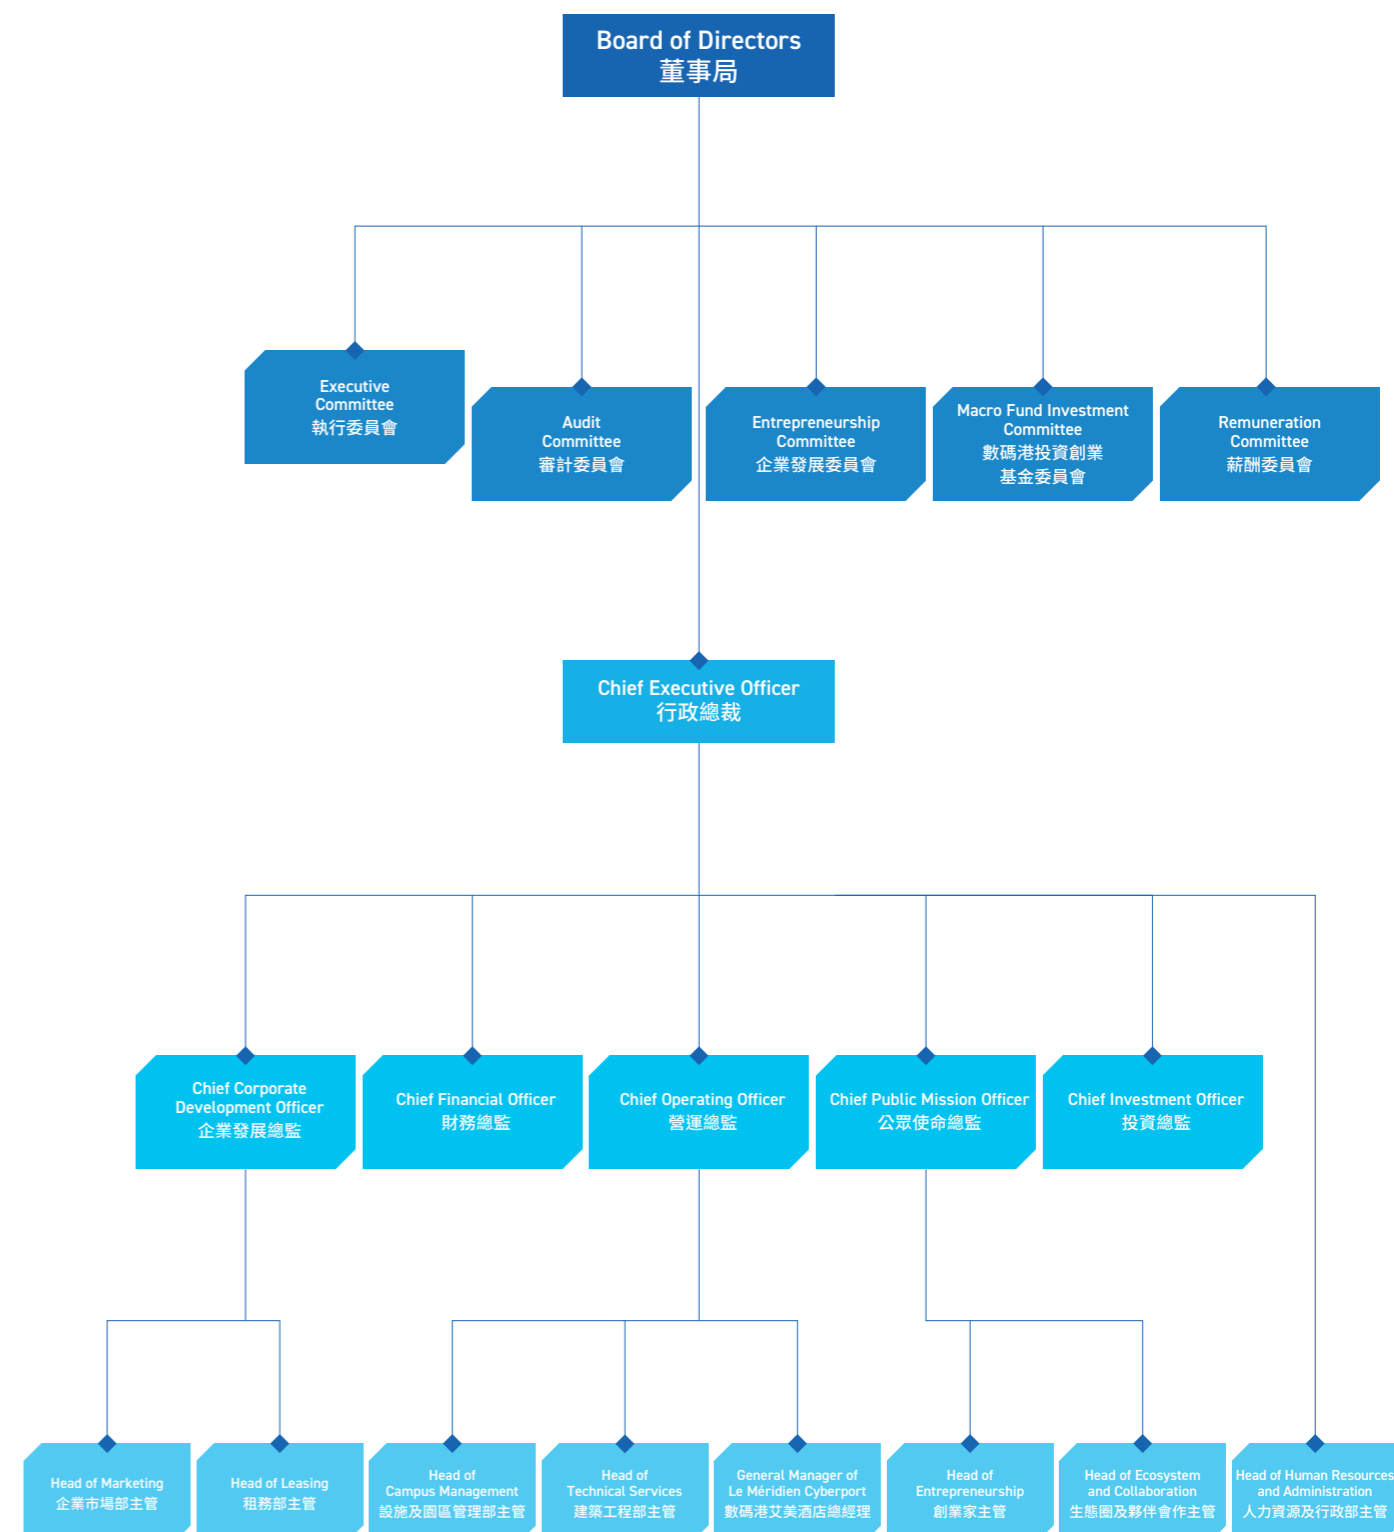 Board of Directors
董事局
Executive
Committee
執行委員會
Audit
Committee
審計委員會
Entrepreneurship
Committee
企業發展委員會
Macro Fund Investment
Committee
數碼港投資創業
基金委員會
Remuneration
Committee
薪酬委員會
Chief Executive Officer
行政總裁
Chief Corporate
Development Officer
企業發展總監
Chief Financial Officer
財務總監
Chief Operating Officer
營運總監
Chief Public Mission Officer
公眾使命總監
Chief Investment Officer
投資總監
Head of Marketing
企業市場部主管
Head of Leasing
租務部主管
Head of
Campus Management
設施及園區管理部主管
Head of
Technical Services
建築工程部主管
General Manager of
Le Méridien Cyberport
數碼港艾美酒店總經理
Head of
Entrepreneurship
創業家主管
Head of Ecosystem
and Collaboration
生態圈及夥伴會作主管
Head of Human Resources
and Administration
人力資源及行政部主管